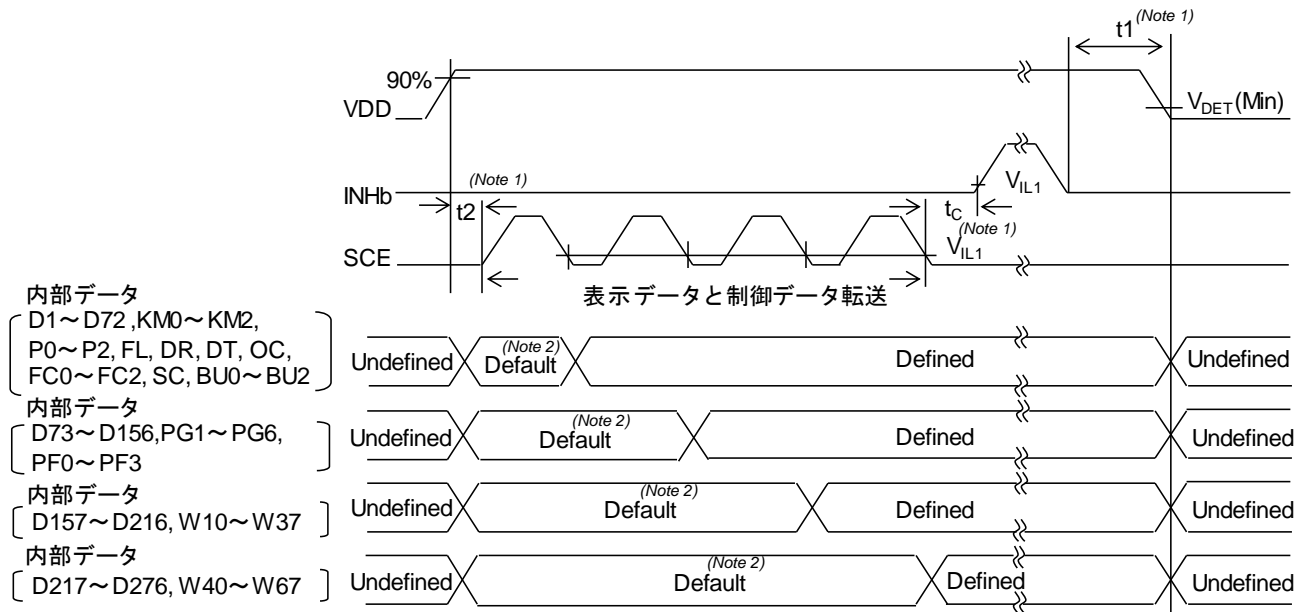 t1 (Note 1)
90%
VDD
VDET(Min)
INHb
(Note 1)
t2
VIL1
tC
(Note 1)
SCE
VIL1
表示データと制御データ転送
内部データ
D1～D72 ,KM0～KM2,
P0～P2, FL, DR, DT, OC,
FC0～FC2, SC, BU0～BU2
Undefined
Default (Note 2)
Defined
Undefined
内部データ
D73～D156,PG1～PG6,
PF0～PF3
Undefined
Default (Note 2)
Defined
Undefined
内部データ
D157～D216, W10～W37
Undefined
Default (Note 2)
Defined
Undefined
内部データ
D217～D276, W40～W67
Undefined
Default (Note 2)
Defined
Undefined